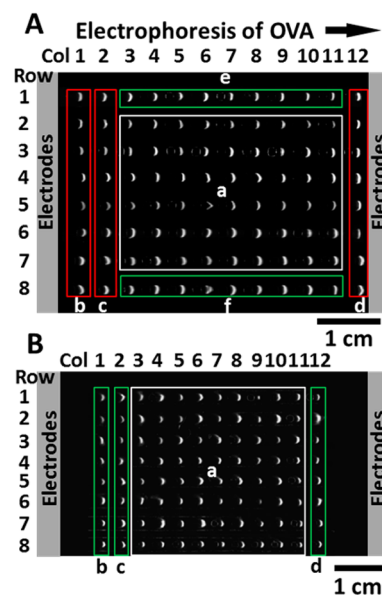 A
Electrophoresis of OVA
Col 1 2 3 4 5 6 7 8 9 10 11 12
Row
e
1
2
3
4
a
5
6
7
8
Electrodes
Electrodes
b c f d
1 cm
B
Col 1 2 3 4 5 6 7 8 9 10 11 12
Row
1
2
3
4
a
5
6
7
8
Electrodes
Electrodes
b c d
1 cm